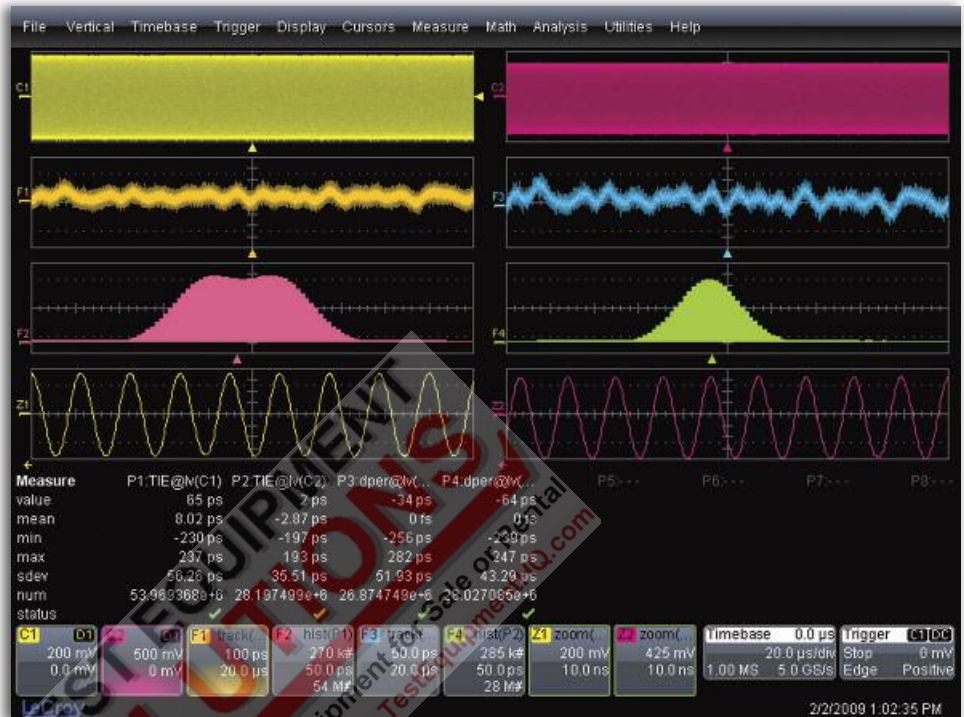 File Vertical Timebase Trigger Display Cursors Measure Math Analysis Utilities Help
C1
C2
F1
F3
F2
F4
Z1
Measure P1:TIE@lv(C1) P2:TIE@lv(C2) P3:dper@lv(... P4:dper@lv(... P5:--- P6:--- P7:--- P8:---
value 65 ps 2 ps -34 ps -64 ps
mean 8.02 ps -2.87 ps 0 fs 0 fs
min -230 ps -197 ps -256 ps -239 ps
max 237 ps 193 ps 282 ps 247 ps
sdev 56.26 ps 35.51 ps 51.93 ps 43.29 ps
num 53.969368e+6 28.197499e+6 26.874749e+6 28.027085e+6
status
C1 D1 F1 track(... F2 hist(P1) F3 track(... F4 hist(P2) Z1 zoom(... zoom(... Timebase 0.0 µs Trigger C1 DC
200 mV 500 mV 100 ps 270 k# 50.0 ps 285 k# 200 mV 425 mV 20.0 µs/div Stop 0 mV
0.0 mV 0 mV 20.0 µs 50.0 ps 20.0 µs 50.0 ps 10.0 ns 10.0 ns 1.00 MS 5.0 GS/s Edge Positive
54 M# 28 M#
LeCroy 2/2/2009 1:02:35 PM